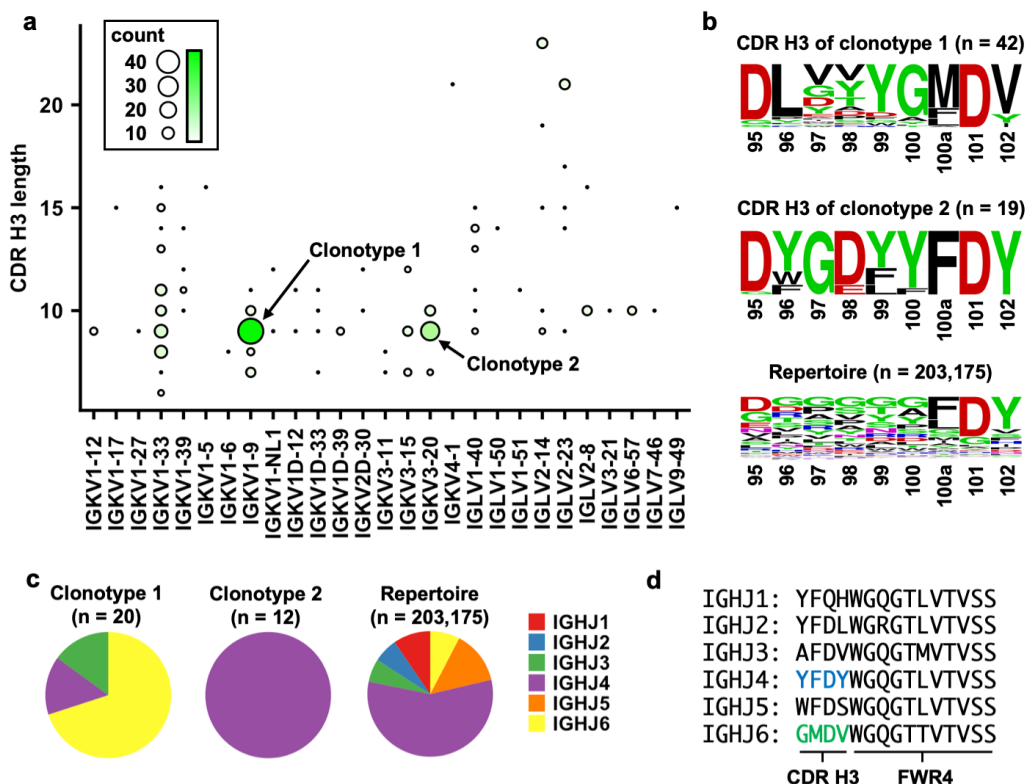 a
count
40
30
20
10
CDR H3 length
20
15
10
Clonotype 1
Clonotype 2
IGKV1-12
IGKV1-17
IGKV1-27
IGKV1-33
IGKV1-39
IGKV1-5
IGKV1-6
IGKV1-9
IGKV1-NL1
IGKV1D-12
IGKV1D-33
IGKV1D-39
IGKV2D-30
IGKV3-11
IGKV3-15
IGKV3-20
IGKV4-1
IGLV1-40
IGLV1-50
IGLV1-51
IGLV2-14
IGLV2-23
IGLV2-8
IGLV3-21
IGLV6-57
IGLV7-46
IGLV9-49
b
CDR H3 of clonotype 1 (n = 42)
DLVVYGMDV
95 96 97 98 99 100 100a 101 102
CDR H3 of clonotype 2 (n = 19)
DYGDYYFDY
95 96 97 98 99 100 100a 101 102
Repertoire (n = 203,175)
DGGGGGFDY
95 96 97 98 99 100 100a 101 102
c
Clonotype 1
(n = 20)
Clonotype 2
(n = 12)
Repertoire
(n = 203,175)
IGHJ1
IGHJ2
IGHJ3
IGHJ4
IGHJ5
IGHJ6
d
IGHJ1: YFQHWGQGTLVTVSS
IGHJ2: YFDLWGRGTLVTVSS
IGHJ3: AFDVWGQGTMVTVSS
IGHJ4: YFDYWGQGTLVTVSS
IGHJ5: WFDSWGQGTLVTVSS
IGHJ6: GMDVWGQGTTVTVSS
CDR H3 FWR4